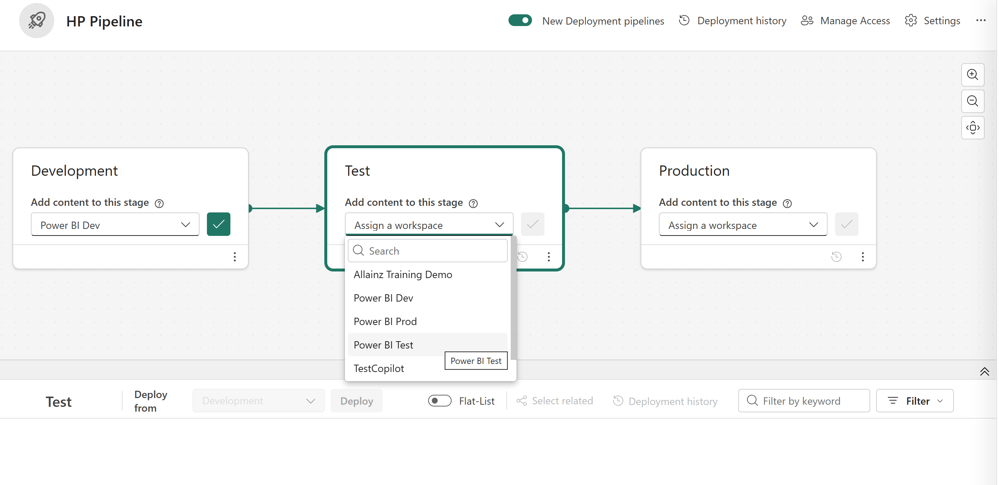 HP Pipeline
New Deployment pipelines
Deployment history
Manage Access
Settings
Development
Add content to this stage
Power BI Dev
Test
Add content to this stage
Assign a workspace
Search
Allainz Training Demo
Power BI Dev
Power BI Prod
Power BI Test
Power BI Test
TestCopilot
Production
Add content to this stage
Assign a workspace
Test
Deploy
from
Development
Deploy
Flat-List
Select related
Deployment history
Filter by keyword
Filter